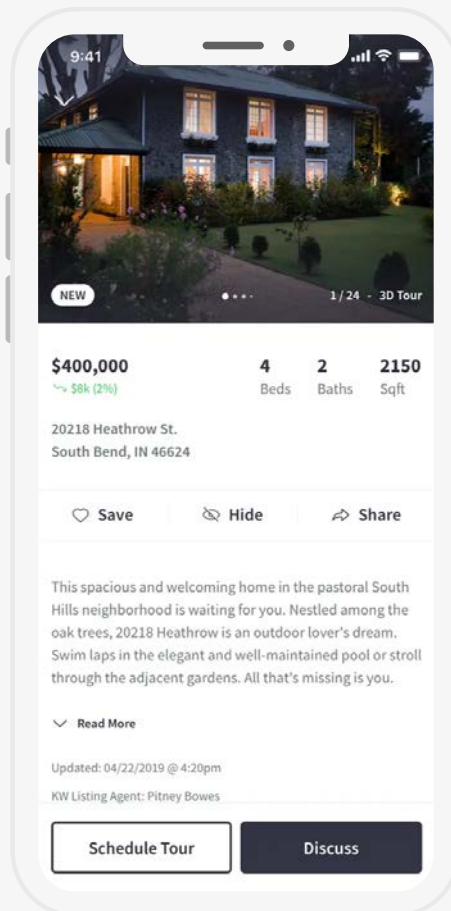 9:41
NEW
1 / 24 - 3D Tour
$400,000
4
2
2150
$8k (2%)
Beds
Baths
Sqft
20218 Heathrow St.
South Bend, IN 46624
Save
Hide
Share
This spacious and welcoming home in the pastoral South
Hills neighborhood is waiting for you. Nestled among the
oak trees, 20218 Heathrow is an outdoor lover's dream.
Swim laps in the elegant and well-maintained pool or stroll
through the adjacent gardens. All that's missing is you.
Read More
Updated: 04/22/2019 @ 4:20pm
KW Listing Agent: Pitney Bowes
Schedule Tour
Discuss